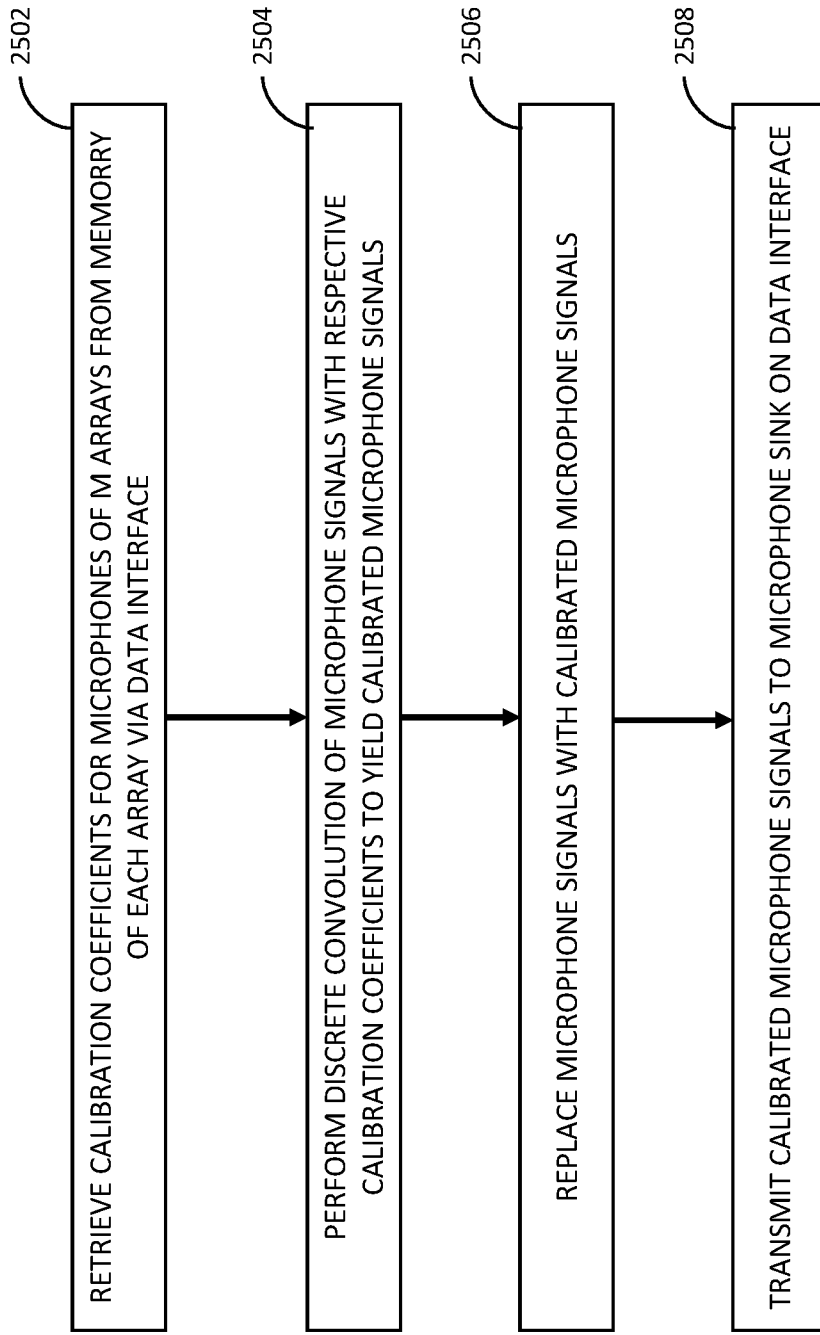 2502
RETRIEVE CALIBRATION COEFFICIENTS FOR MICROPHONES OF M ARRAYS FROM MEMORRY
OF EACH ARRAY VIA DATA INTERFACE
2504
PERFORM DISCRETE CONVOLUTION OF MICROPHONE SIGNALS WITH RESPECTIVE
CALIBRATION COEFFICIENTS TO YIELD CALIBRATED MICROPHONE SIGNALS
2506
REPLACE MICROPHONE SIGNALS WITH CALIBRATED MICROPHONE SIGNALS
2508
TRANSMIT CALIBRATED MICROPHONE SIGNALS TO MICROPHONE SINK ON DATA INTERFACE